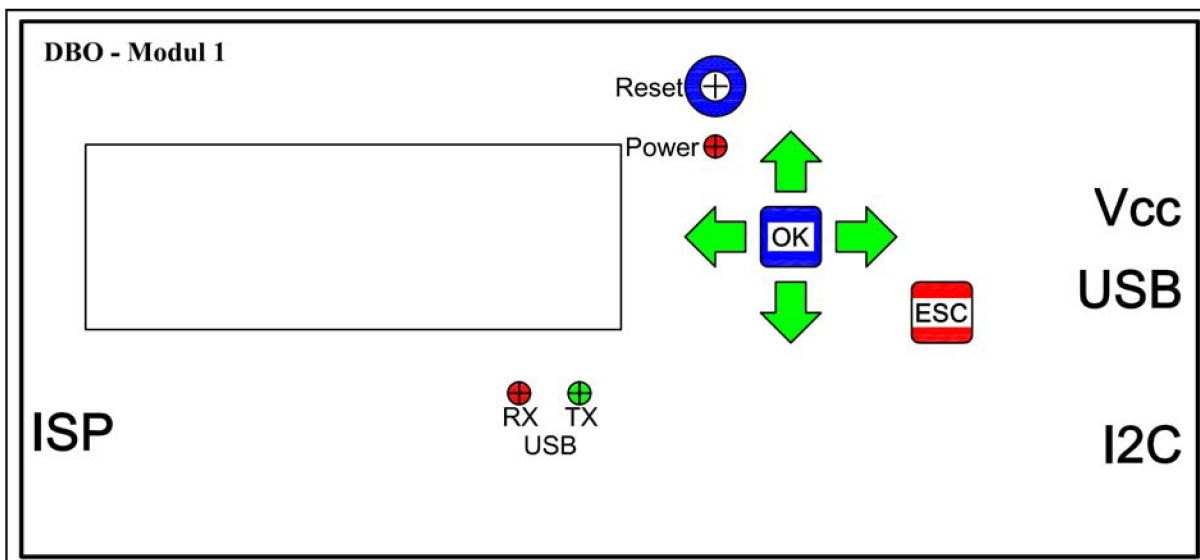 DBO - Modul 1
Reset
Power
OK
Vcc
USB
ESC
RX TX
USB
ISP
I2C